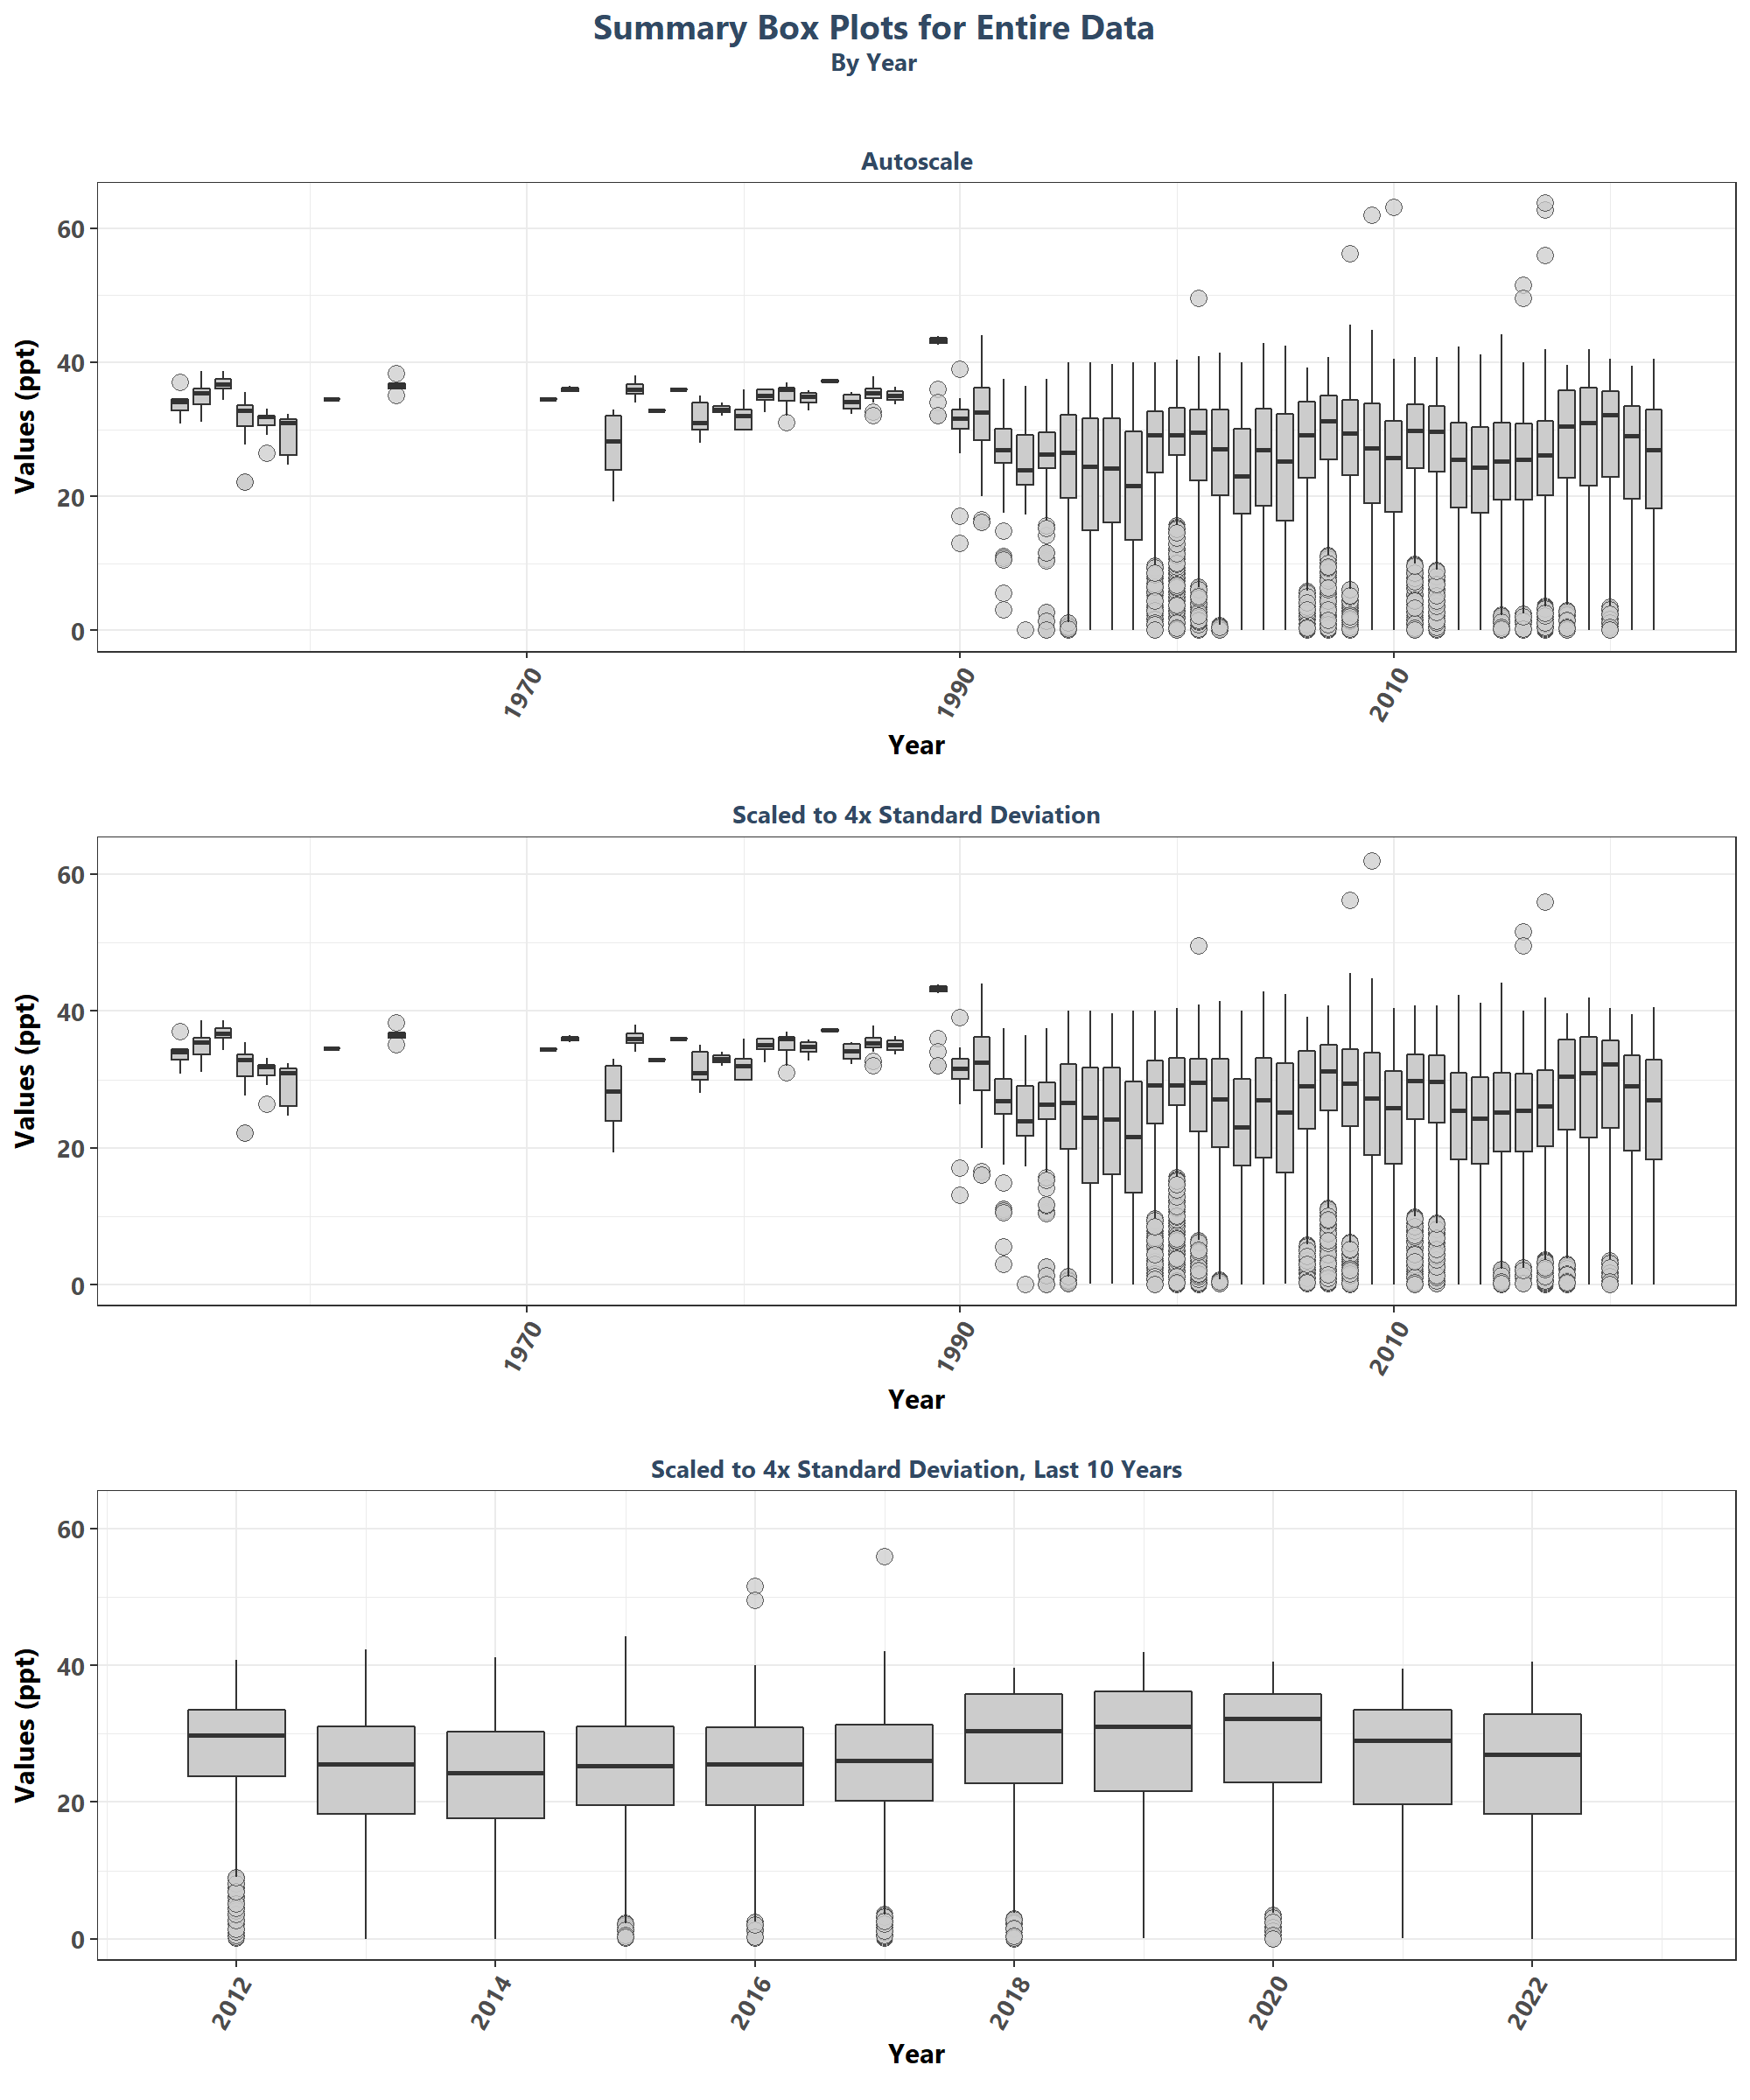 Summary Box Plots for Entire Data
By Year
Autoscale
Values (ppt)
60
40
20
0
1970
1990
2010
Year
Scaled to 4x Standard Deviation
Values (ppt)
60
40
20
0
1970
1990
2010
Year
Scaled to 4x Standard Deviation, Last 10 Years
Values (ppt)
60
40
20
0
2012
2014
2016
2018
2020
2022
Year